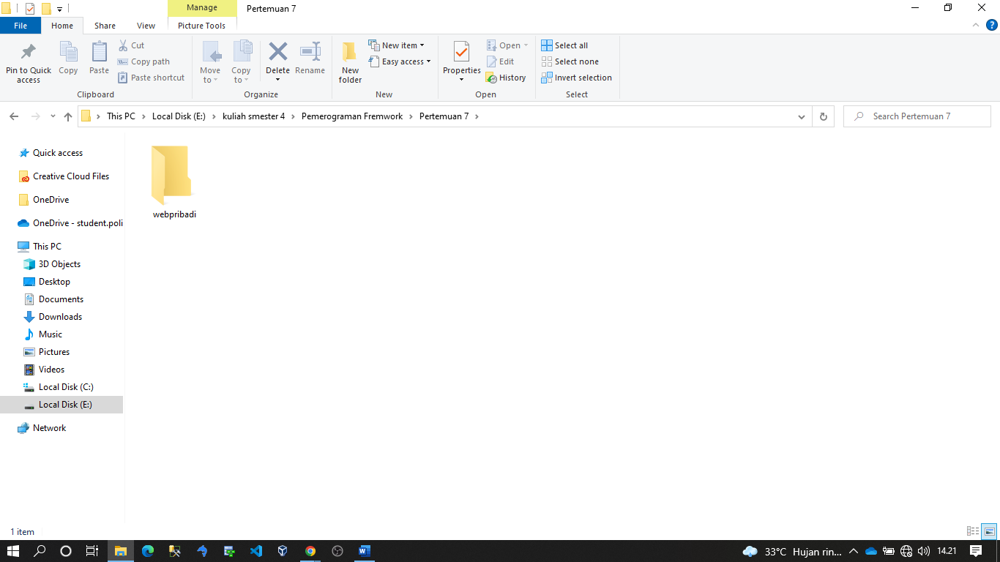 Manage
Pertemuan 7
File
Home
Share
View
Picture Tools
Pin to Quick access
Copy
Paste
Cut
Copy path
Paste shortcut
Clipboard
Move to
Copy to
Delete
Rename
Organize
New folder
New item
Easy access
New
Properties
Open
Edit
History
Open
Select all
Select none
Invert selection
Select
This PC > Local Disk (E:) > kuliah smester 4 > Pemerograman Fremwork > Pertemuan 7 >
Search Pertemuan 7
Quick access
Creative Cloud Files
OneDrive
OneDrive - student.poli
This PC
3D Objects
Desktop
Documents
Downloads
Music
Pictures
Videos
Local Disk (C:)
Local Disk (E:)
Network
webpribadi
1 item
33°C Hujan rin...
14.21